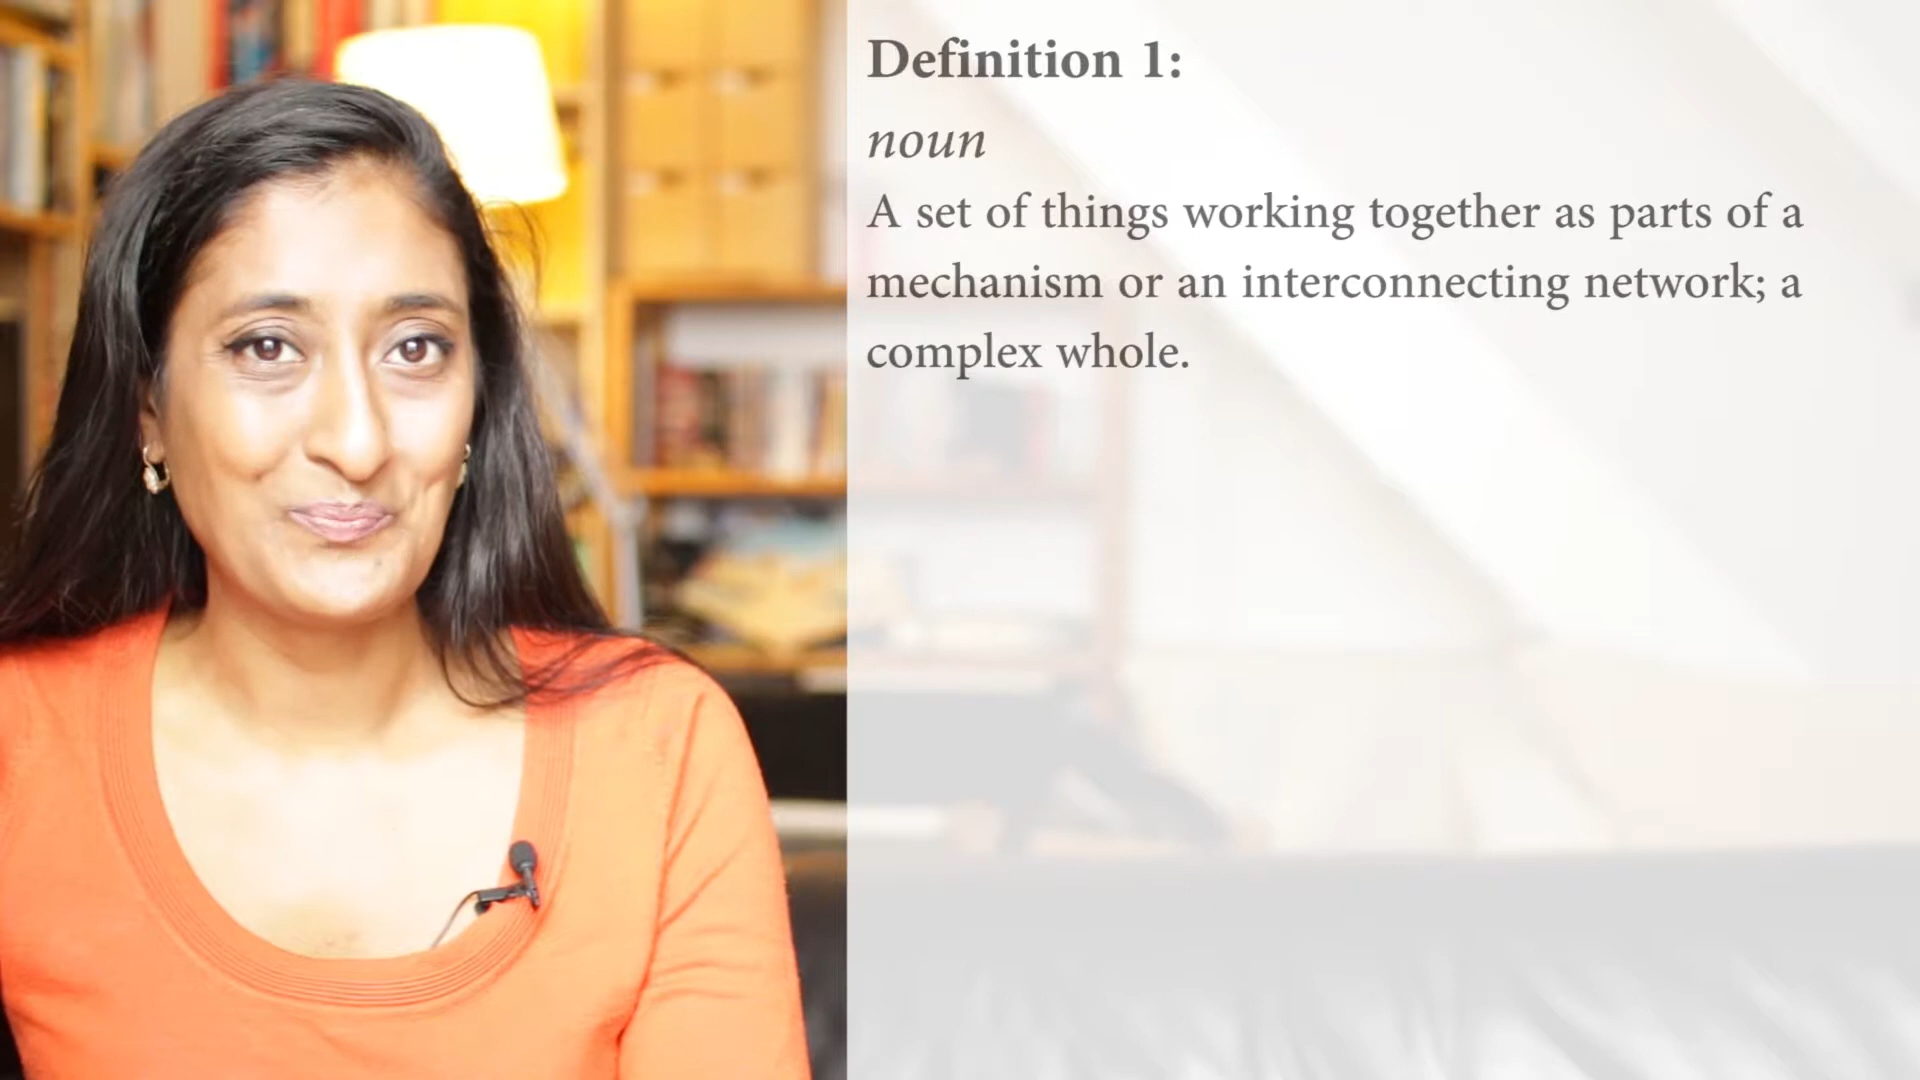 Definition 1:
noun
A set of things working together as parts of a
mechanism or an interconnecting network; a
complex whole.